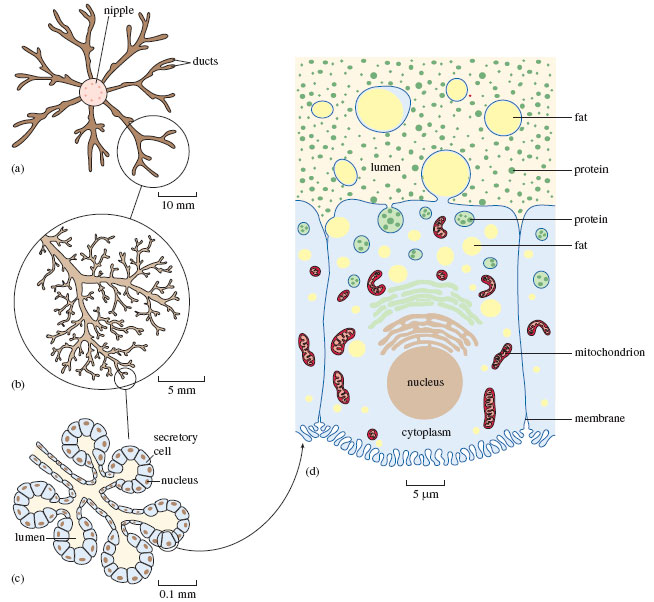 nipple
ducts
(a)
10 mm
(b)
5 mm
secretory
cell
nucleus
lumen
(c)
0.1 mm
fat
protein
lumen
protein
fat
mitochondrion
nucleus
membrane
cytoplasm
(d)
5 µm